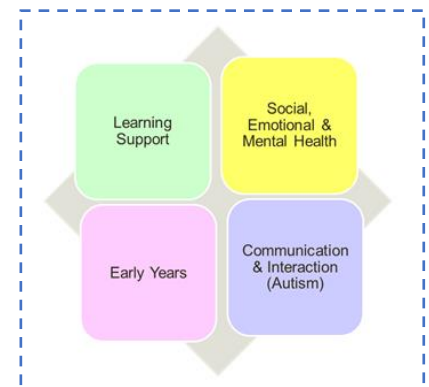 Learning
Support
Social,
Emotional &
Mental Health
Early Years
Communication
& Interaction
(Autism)